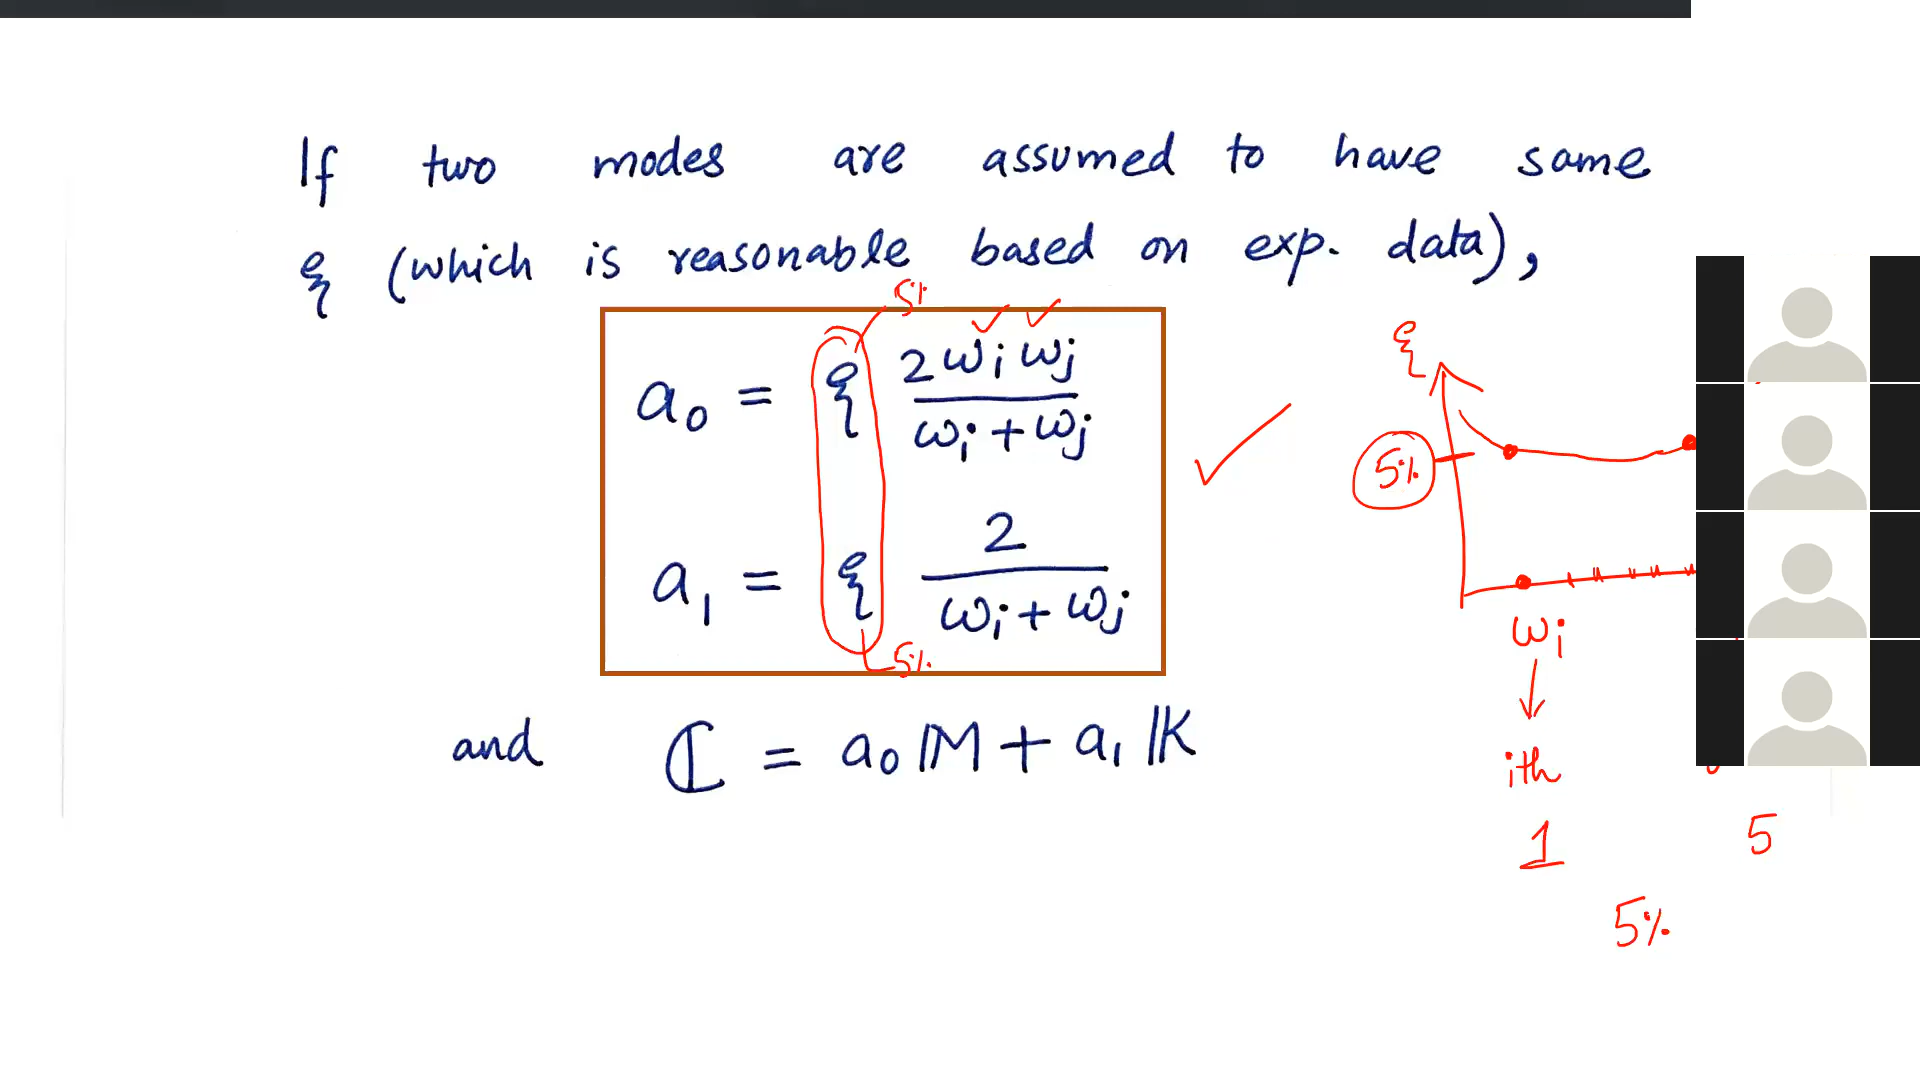 If two modes are assumed to have same
ξ (which is reasonable based on exp. data),
5%
a₀ = ξ 2ωᵢωⱼ / (ωᵢ + ωⱼ)
a₁ = ξ 2 / (ωᵢ + ωⱼ)
5%
and ℂ = a₀𝕄 + a₁𝕂
ξ
5%
ωᵢ
ith
1
5
5%